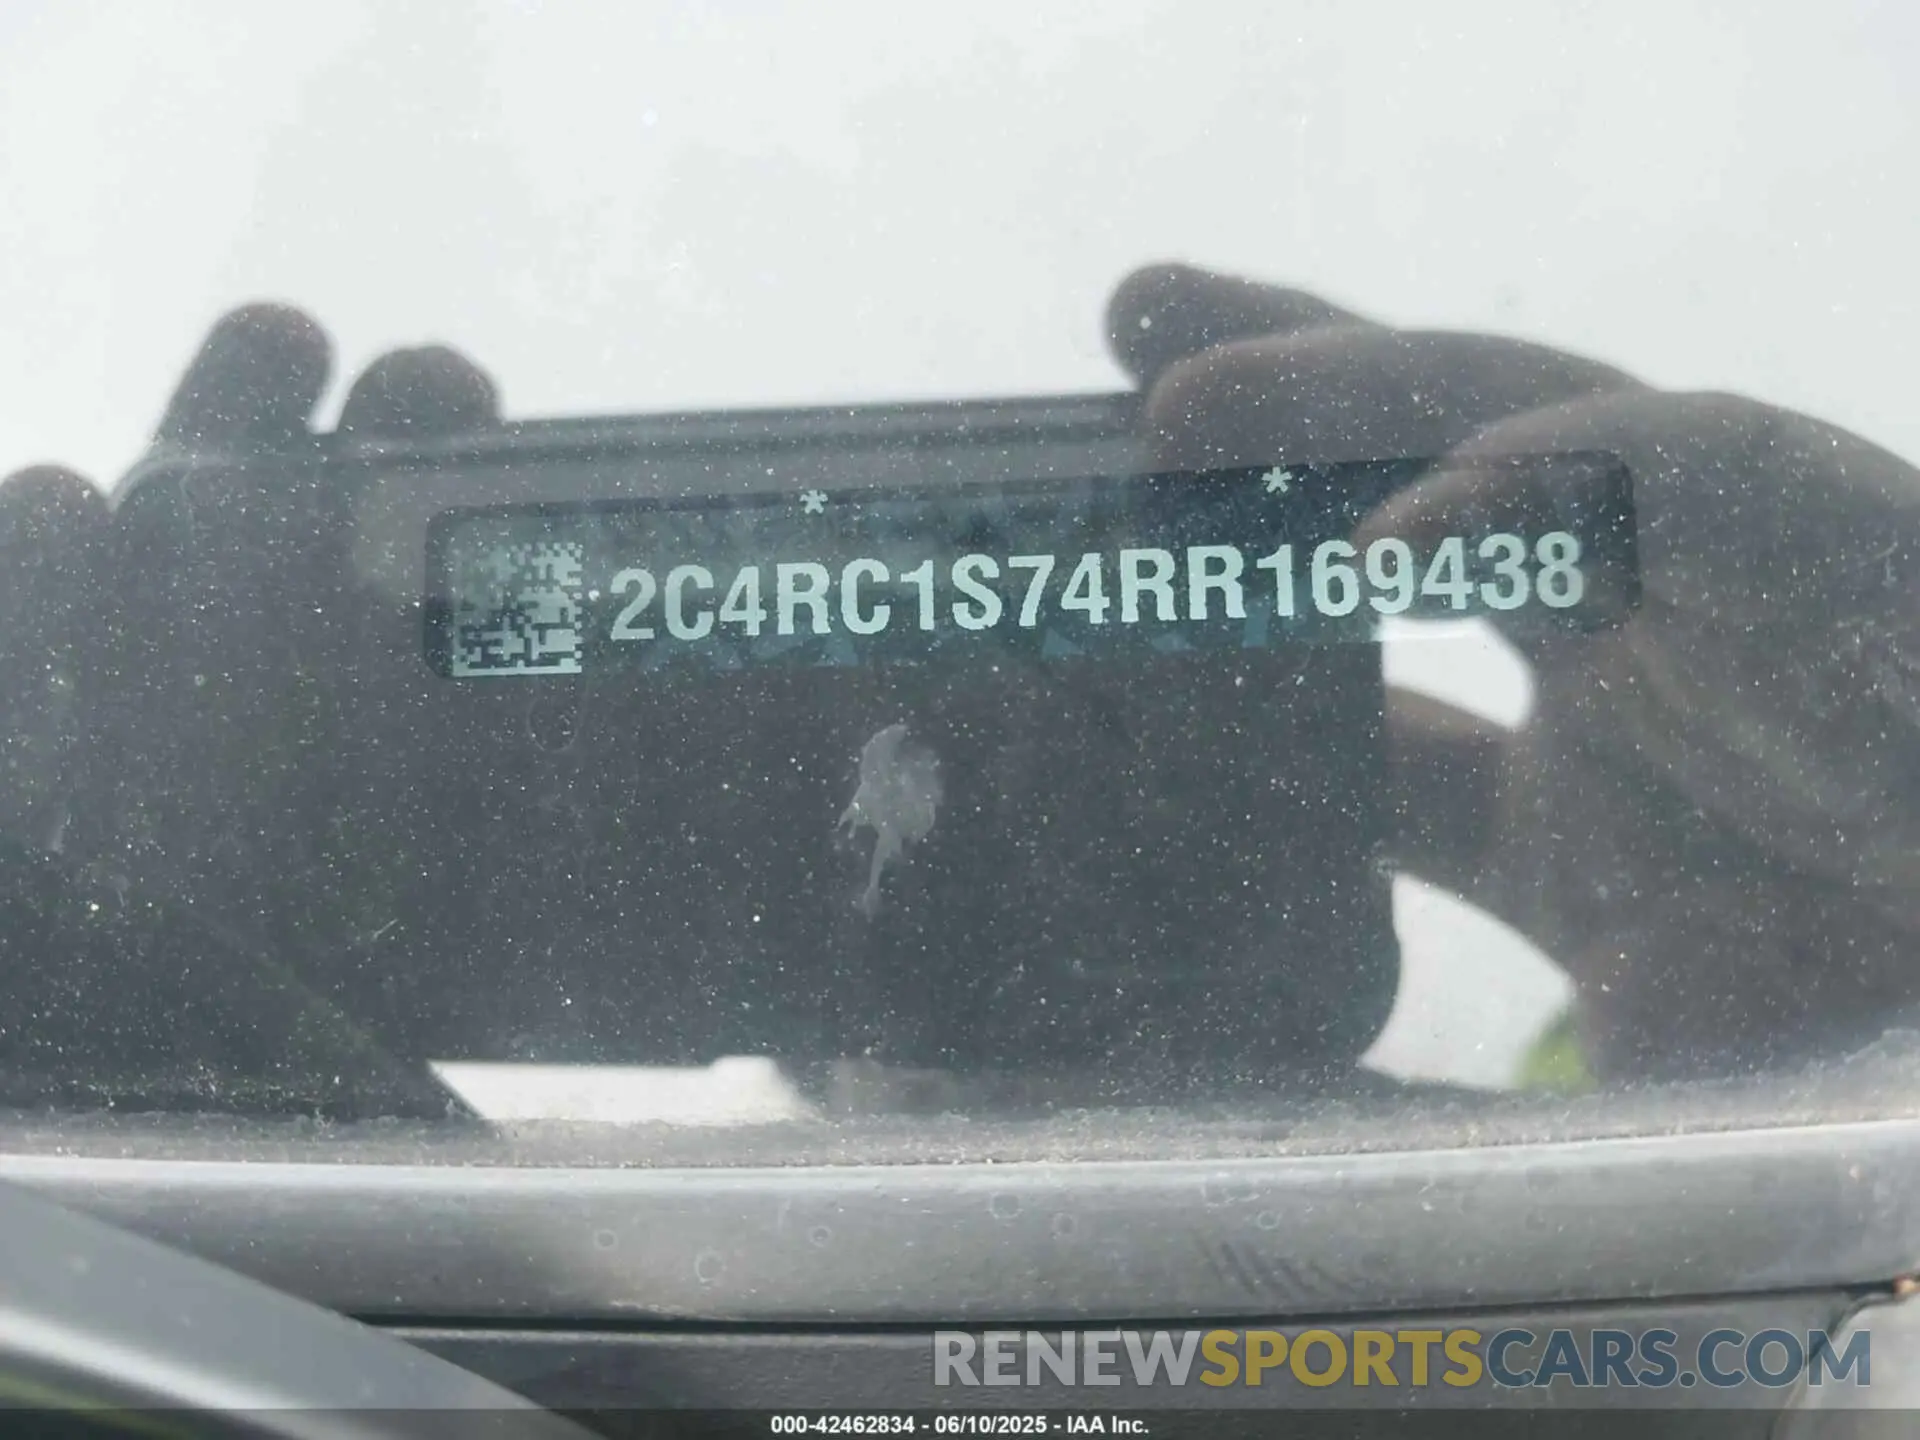 * *
2C4RC1S74RR169438
RENEWSPORTSCARS.COM
000-42462834 - 06/10/2025 - IAA Inc.